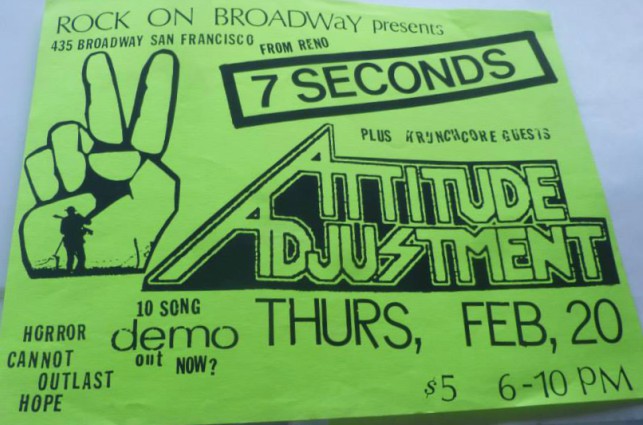 ROCK ON BROADWaY presents
435 BROADWAY SAN FRANCISCO
FROM RENO
7 SECONDS
PLUS KRUNCHCORE GUESTS
ATTITUDE
ADJUSTMENT
10 SONG
demo
out NOW?
THURS, FEB, 20
HORROR
CANNOT
OUTLAST
HOPE
$5 6-10 PM